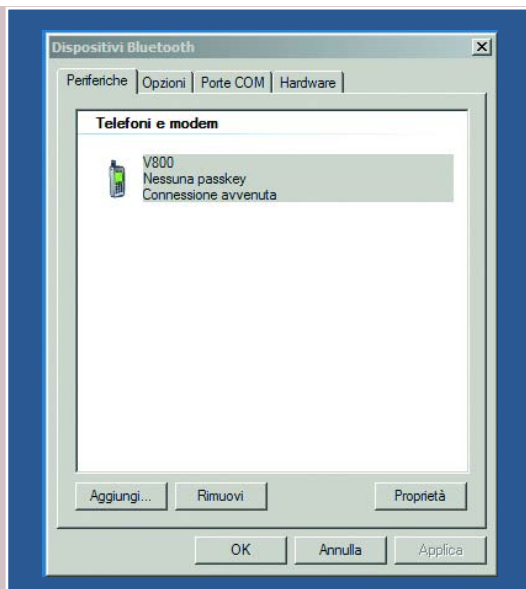 Dispositivi Bluetooth
Periferiche Opzioni Porte COM Hardware
Telefoni e modem
V800
Nessuna passkey
Connessione avvenuta
Aggiungi... Rimuovi Proprietà
OK Annulla Applica